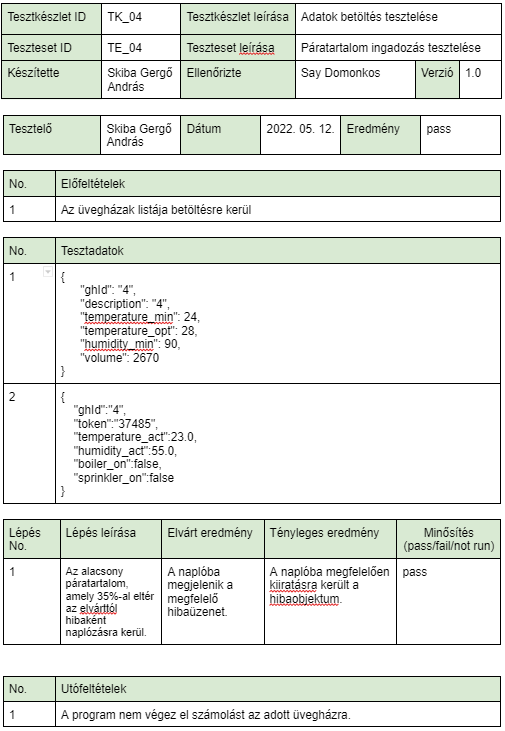 Tesztkészlet ID TK_04 Tesztkészlet leírása Adatok betöltés tesztelése
Teszteset ID TE_04 Teszteset leírása Páratartalom ingadozás tesztelése
Készítette Skiba Gergő Ellenőrizte Say Domonkos Verzió 1.0
András
Tesztelő Skiba Gergő Dátum 2022. 05. 12. Eredmény pass
András
No. Előfeltételek
1 Az üvegházak listája betöltésre kerül
No. Tesztadatok
1 {
"ghId": "4",
"description": "4",
"temperature_min": 24,
"temperature_opt": 28,
"humidity_min": 90,
"volume": 2670
}
2 {
"ghId":"4",
"token":"37485",
"temperature_act":23.0,
"humidity_act":55.0,
"boiler_on":false,
"sprinkler_on":false
}
Lépés No. Lépés leírása Elvárt eredmény Tényleges eredmény Minősítés
(pass/fail/not run)
1 Az alacsony
páratartalom,
amely 35%-al eltér
az elvárttól
hibaként
naplózásra kerül.
A naplóba
megjelenik a
megfelelő
hibaüzenet.
A naplóba megfelelően
kiiratásra került a
hibaobjektum.
pass
No. Utófeltételek
1 A program nem végez el számolást az adott üvegházra.